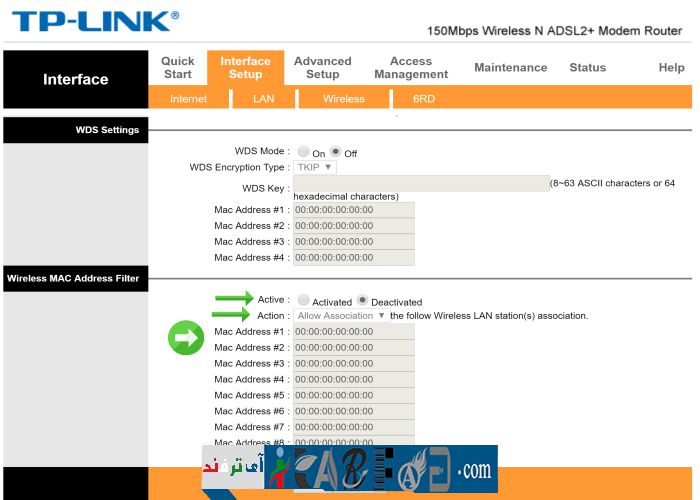 TP-LINK®
150Mbps Wireless N ADSL2+ Modem Router
Interface
Quick Start
Interface Setup
Advanced Setup
Access Management
Maintenance
Status
Help
Internet
LAN
Wireless
6RD
WDS Settings
WDS Mode : On Off
WDS Encryption Type : TKIP ▼
WDS Key : (8~63 ASCII characters or 64
hexadecimal characters)
Mac Address #1 : 00:00:00:00:00:00
Mac Address #2 : 00:00:00:00:00:00
Mac Address #3 : 00:00:00:00:00:00
Mac Address #4 : 00:00:00:00:00:00
Wireless MAC Address Filter
Active : Activated Deactivated
Action : Allow Association ▼ the follow Wireless LAN station(s) association.
Mac Address #1 : 00:00:00:00:00:00
Mac Address #2 : 00:00:00:00:00:00
Mac Address #3 : 00:00:00:00:00:00
Mac Address #4 : 00:00:00:00:00:00
Mac Address #5 : 00:00:00:00:00:00
Mac Address #6 : 00:00:00:00:00:00
Mac Address #7 : 00:00:00:00:00:00
Mac Address #8 : 00:00:00:00:00:00
آی ترفند
.com